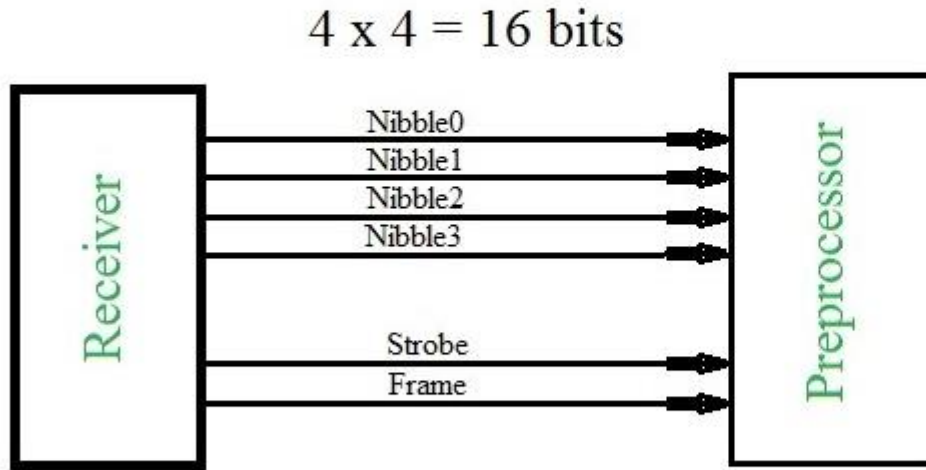 4 x 4 = 16 bits
Receiver
Nibble0
Nibble1
Nibble2
Nibble3
Strobe
Frame
Preprocessor